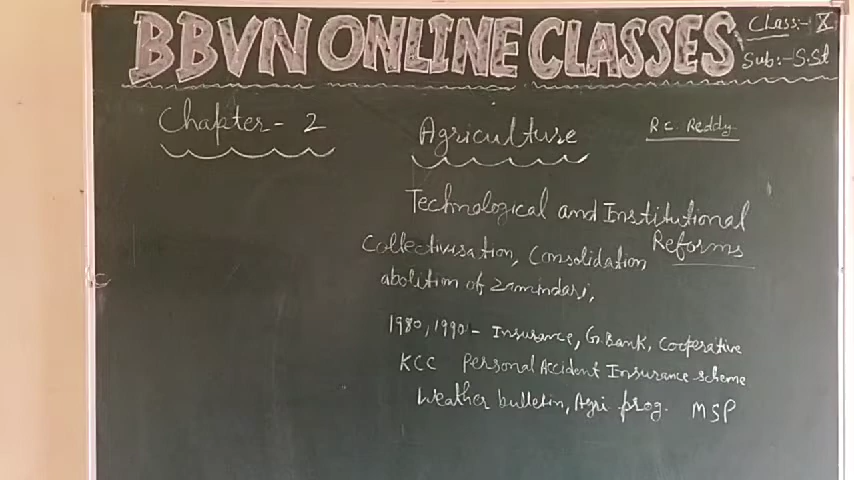 BBVN ONLINE CLASSES
Class:- X
Sub:- S.St
Chapter - 2
Agriculture
R C. Reddy
Technological and Institutional
Reforms
Collectivisation, Consolidation
abolition of zamindari,
1980, 1990 - Insurance, G. Bank, Cooperative
KCC Personal Accident Insurance scheme
Weather bulletin, Agri prog. MSP